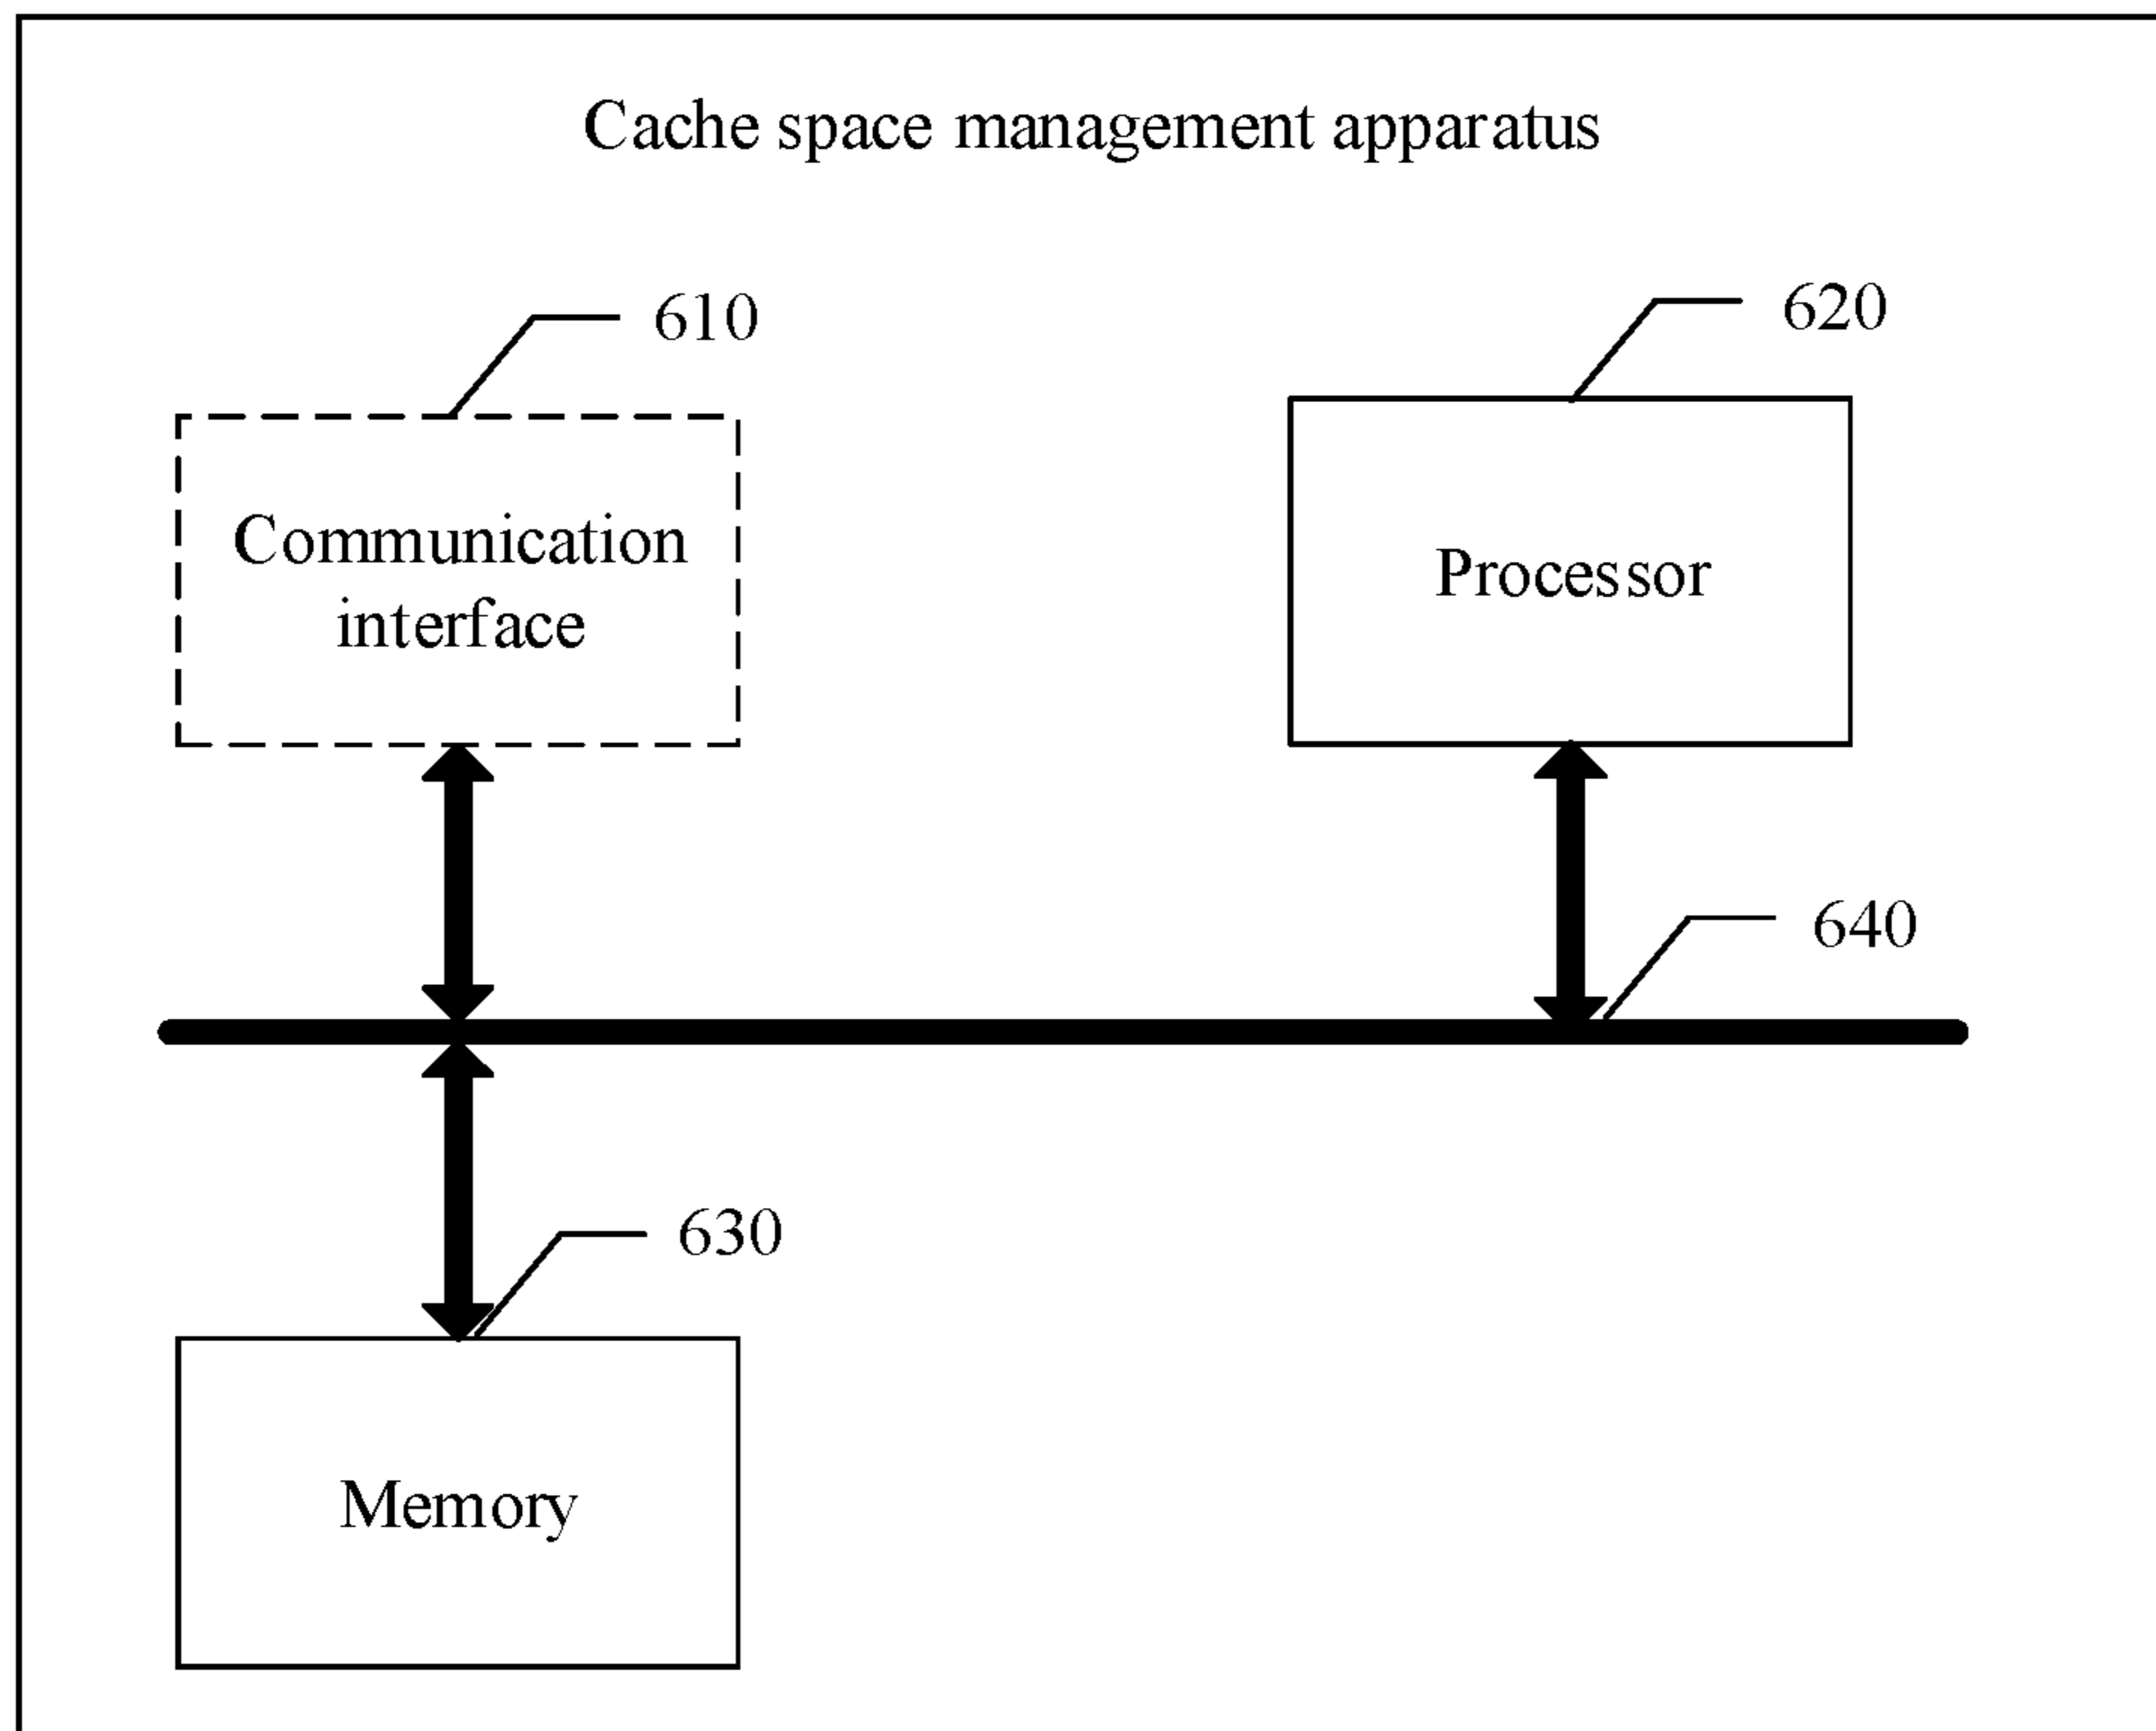 Cache space management apparatus
610
620
Communication
interface
Processor
640
630
Memory